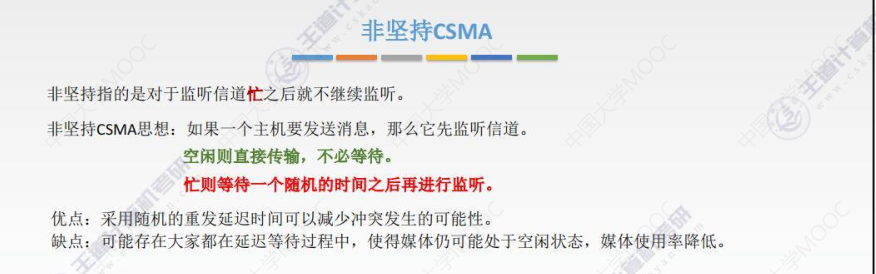 非坚持CSMA
非坚持指的是对于监听信道忙之后就不继续监听。
非坚持CSMA思想：如果一个主机要发送消息，那么它先监听信道。
空闲则直接传输，不必等待。
忙则等待一个随机的时间之后再进行监听。
优点：采用随机的重发延迟时间可以减少冲突发生的可能性。
缺点：可能存在大家都在延迟等待过程中，使得媒体仍可能处于空闲状态，媒体使用率降低。